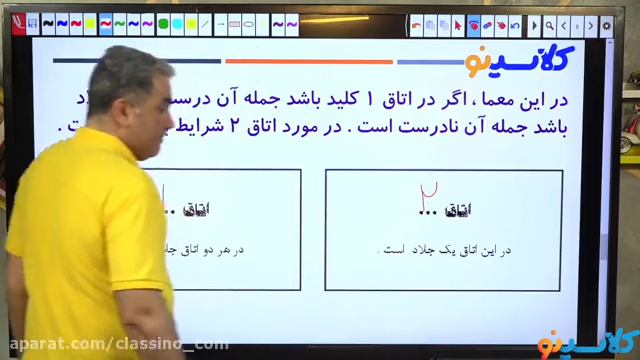 کلاسینو
در این معما ، اگر در اتاق ۱ کلید باشد جمله آن
باشد جمله آن نادرست است . در مورد اتاق ۲ شرایط
اتاق ... ۲
در این اتاق یک جلاد است .
اتاق ..
در هر دو اتاق
aparat.com/classino_com
کلاسینو